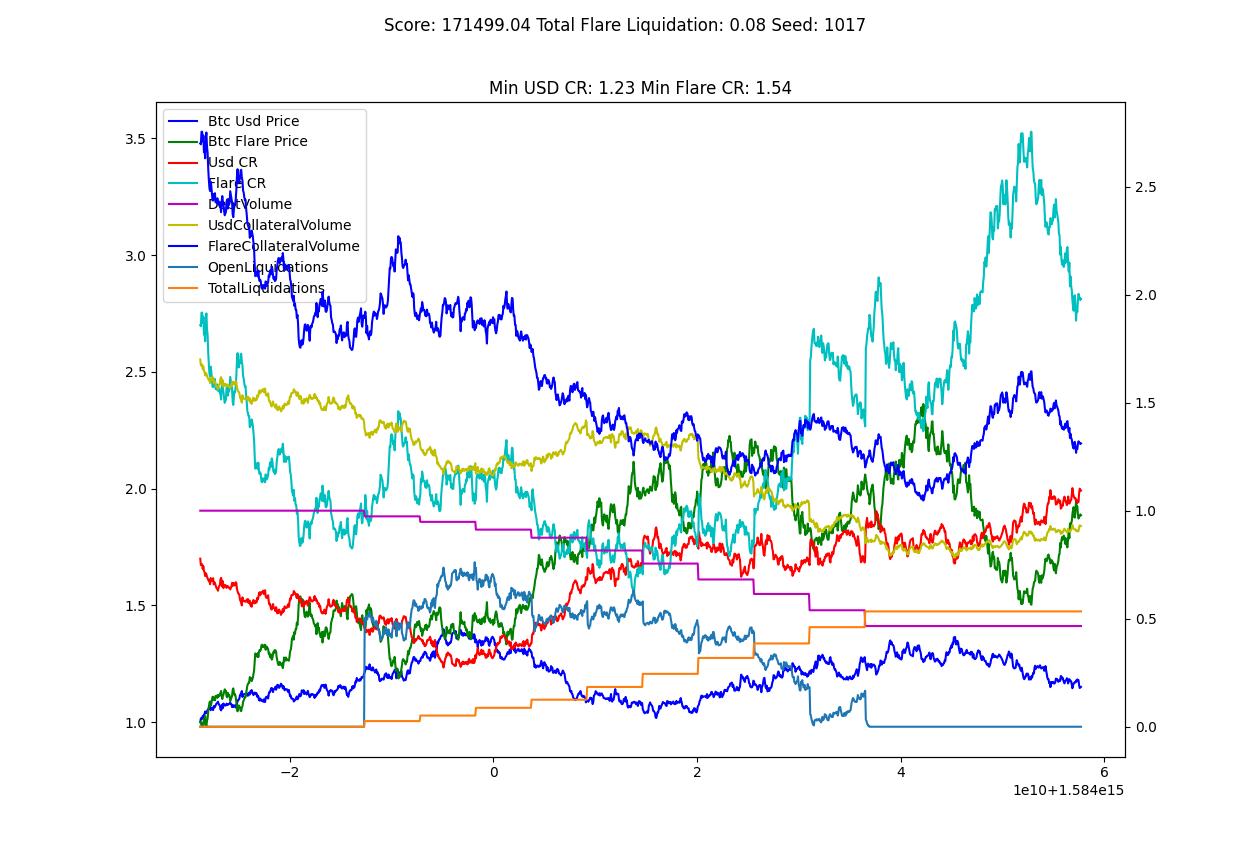 Score: 171499.04 Total Flare Liquidation: 0.08 Seed: 1017
Min USD CR: 1.23 Min Flare CR: 1.54
Btc Usd Price
Btc Flare Price
Usd CR
Flare CR
DebtVolume
UsdCollateralVolume
FlareCollateralVolume
OpenLiquidations
TotalLiquidations
3.5
3.0
2.5
2.0
1.5
1.0
2.5
2.0
1.5
1.0
0.5
0.0
−2 0 2 4 6
1e10+1.584e15